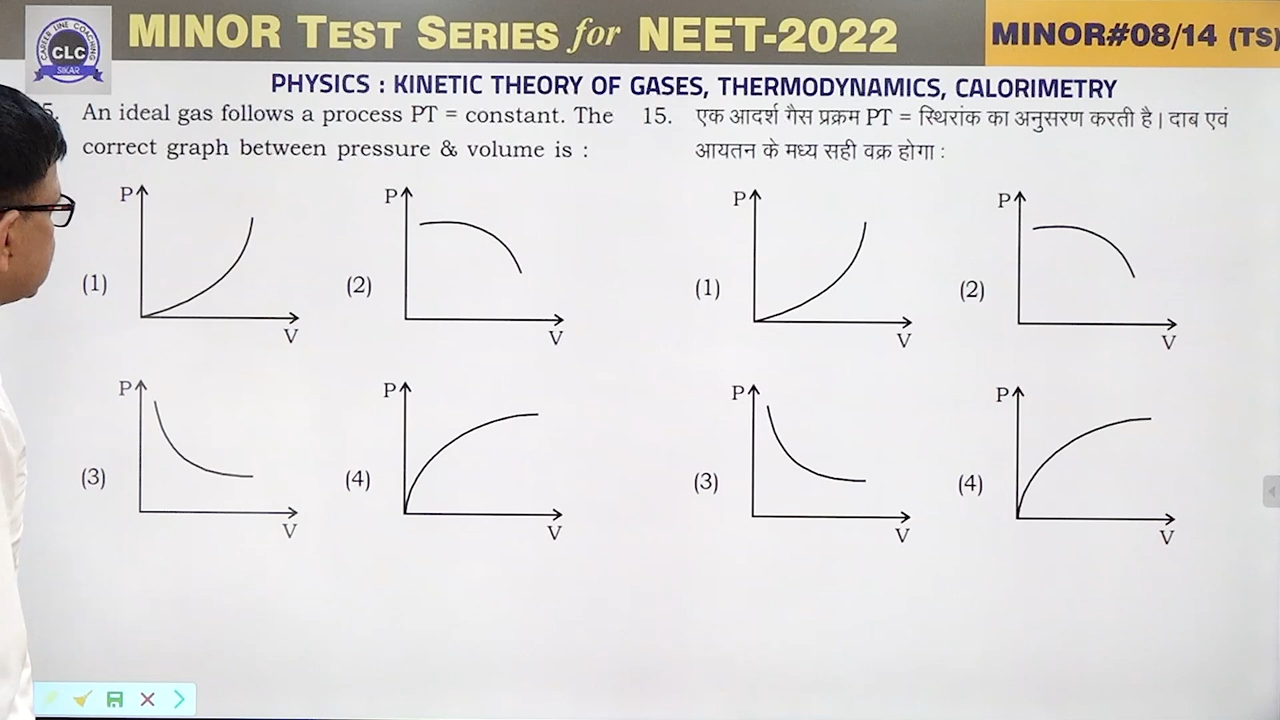 CAREER LINE COACHING
CLC
SIKAR
MINOR TEST SERIES for NEET-2022
MINOR#08/14 (TS)
PHYSICS : KINETIC THEORY OF GASES, THERMODYNAMICS, CALORIMETRY
5. An ideal gas follows a process PT = constant. The
correct graph between pressure & volume is :
P
V
(1)
P
V
(2)
P
V
(3)
P
V
(4)
15. एक आदर्श गैस प्रक्रम PT = स्थिरांक का अनुसरण करती है। दाब एवं
आयतन के मध्य सही वक्र होगा :
P
V
(1)
P
V
(2)
P
V
(3)
P
V
(4)